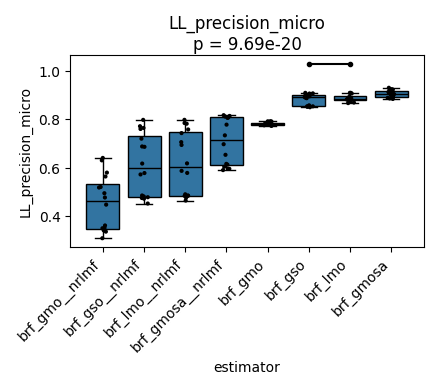 LL_precision_micro
p = 9.69e-20
LL_precision_micro
1.0
0.8
0.6
0.4
brf_gmo__nrlmf
brf_gso__nrlmf
brf_lmo__nrlmf
brf_gmosa__nrlmf
brf_gmo
brf_gso
brf_lmo
brf_gmosa
estimator